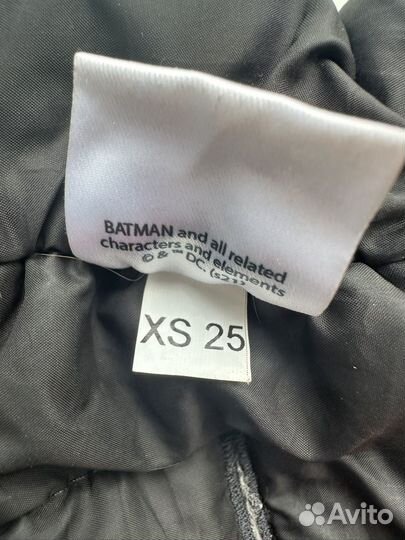 BATMAN and all related
characters and elements
© & ™ DC. (s21)
XS 25
Avito